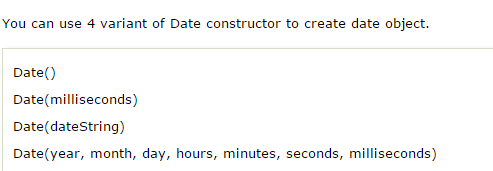 You can use 4 variant of Date constructor to create date object.
Date()
Date(milliseconds)
Date(dateString)
Date(year, month, day, hours, minutes, seconds, milliseconds)